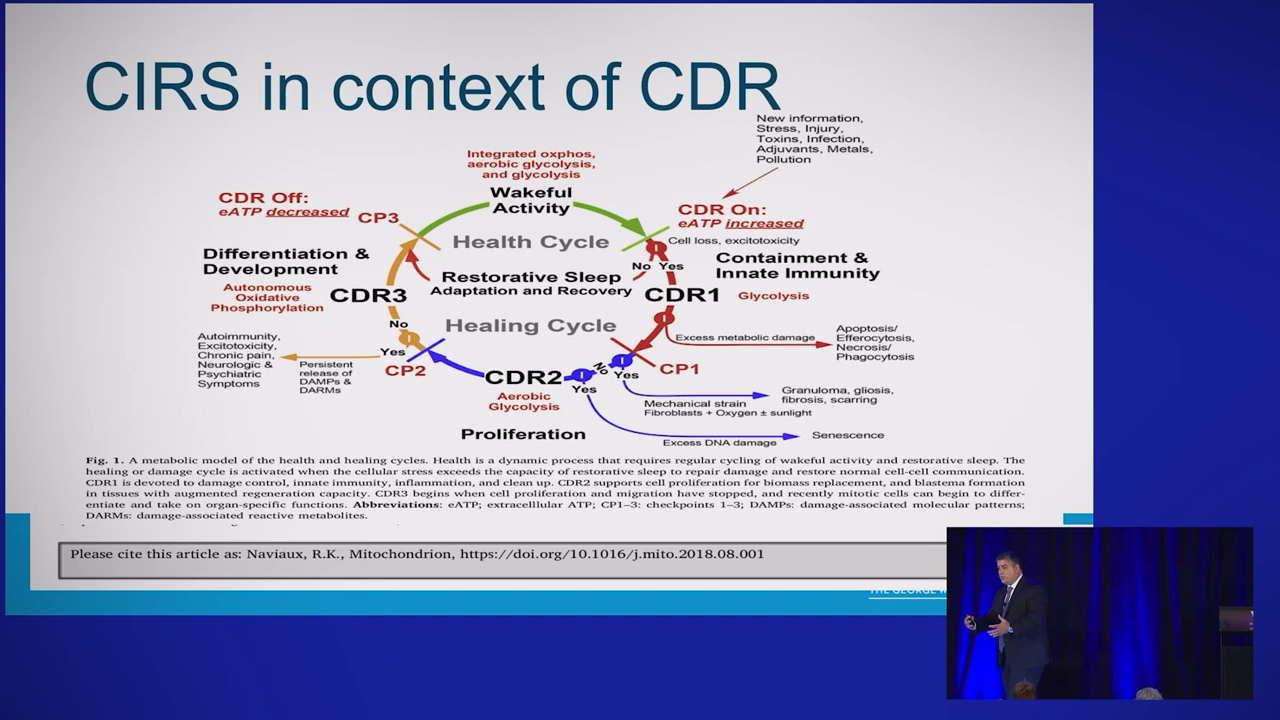 CIRS in context of CDR
New information,
Stress, Injury,
Toxins, Infection,
Adjuvants, Metals,
Pollution
Integrated oxphos,
aerobic glycolysis,
and glycolysis
Wakeful
Activity
CDR Off:
eATP decreased
CP3
CDR On:
eATP increased
Cell loss, excitotoxicity
Health Cycle
No Yes
Differentiation &
Development
Containment &
Innate Immunity
Restorative Sleep
Adaptation and Recovery
Autonomous
Oxidative
Phosphorylation
CDR3
CDR1
Glycolysis
Healing Cycle
No
Yes
CP2
Autoimmunity,
Excitotoxicity,
Chronic pain,
Neurologic &
Psychiatric
Symptoms
Persistent
release of
DAMPs &
DARMs
Excess metabolic damage
Apoptosis/
Efferocytosis,
Necrosis/
Phagocytosis
CP1
No
Yes
CDR2
Yes
Aerobic
Glycolysis
Proliferation
Mechanical strain
Fibroblasts + Oxygen ± sunlight
Granuloma, gliosis,
fibrosis, scarring
Excess DNA damage
Senescence
Fig. 1. A metabolic model of the health and healing cycles. Health is a dynamic process that requires regular cycling of wakeful activity and restorative sleep. The
healing or damage cycle is activated when the cellular stress exceeds the capacity of restorative sleep to repair damage and restore normal cell-cell communication.
CDR1 is devoted to damage control, innate immunity, inflammation, and clean up. CDR2 supports cell proliferation for biomass replacement, and blastema formation
in tissues with augmented regeneration capacity. CDR3 begins when cell proliferation and migration have stopped, and recently mitotic cells can begin to differ-
entiate and take on organ-specific functions. Abbreviations: eATP; extracelllular ATP; CP1–3: checkpoints 1–3; DAMPs: damage-associated molecular patterns;
DARMs: damage-associated reactive metabolites.
Please cite this article as: Naviaux, R.K., Mitochondrion, https://doi.org/10.1016/j.mito.2018.08.001
THE GEORGE